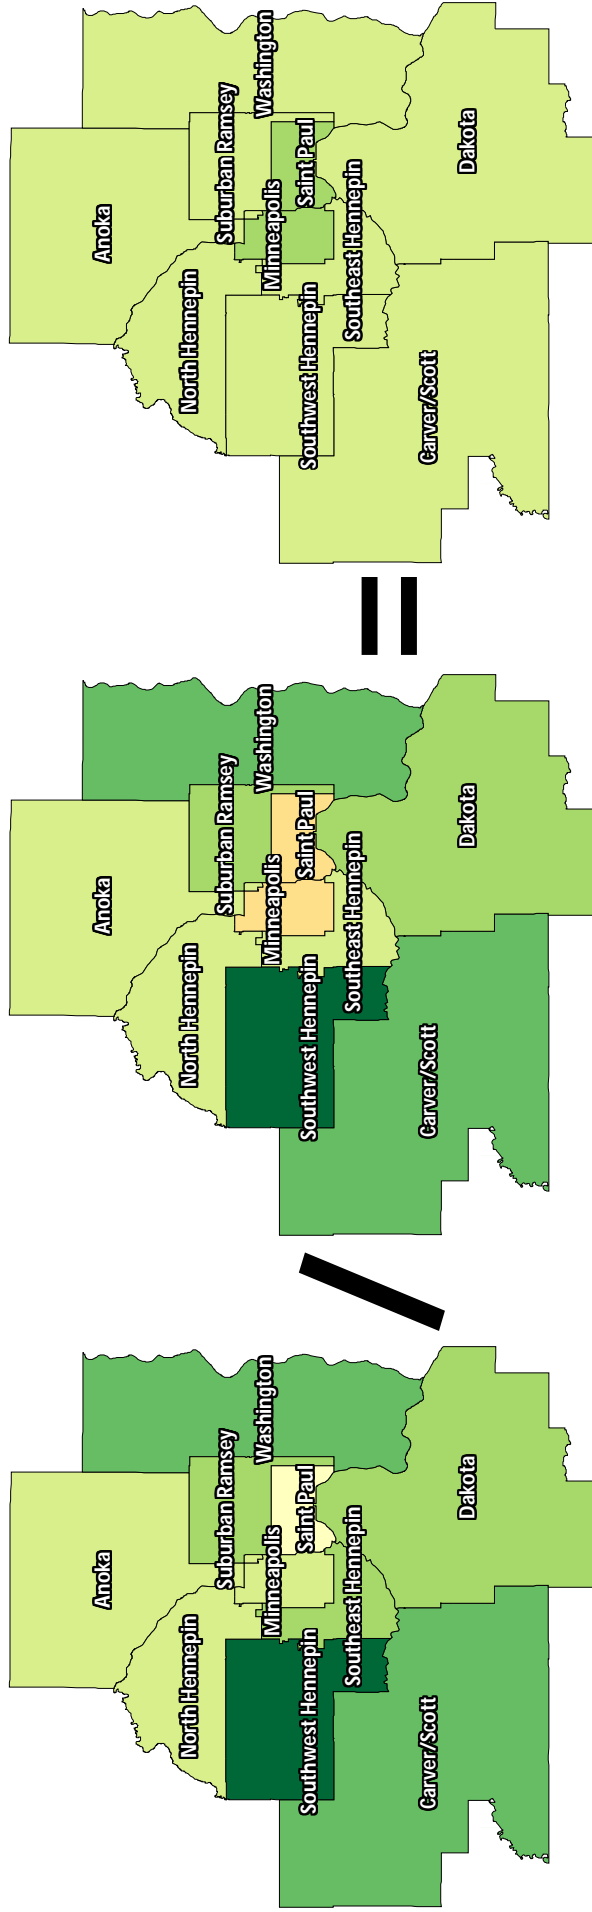 Anoka
North Hennepin
Suburban Ramsey
Washington
Minneapolis
Saint Paul
Southwest Hennepin
Southeast Hennepin
Carver/Scott
Dakota
/
Anoka
North Hennepin
Suburban Ramsey
Washington
Minneapolis
Saint Paul
Southwest Hennepin
Southeast Hennepin
Carver/Scott
Dakota
=
Anoka
North Hennepin
Suburban Ramsey
Washington
Minneapolis
Saint Paul
Southwest Hennepin
Southeast Hennepin
Carver/Scott
Dakota